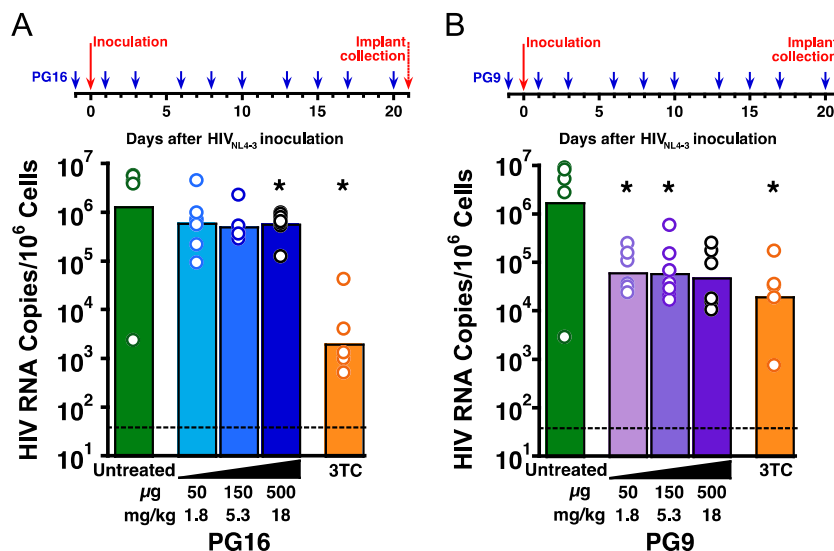 A
Inoculation
Implant
collection
PG16
0 5 10 15 20
Days after HIVNL4-3 inoculation
HIV RNA Copies/10⁶ Cells
10⁷
10⁶
10⁵
10⁴
10³
10²
10¹
* *
Untreated 3TC
µg 50 150 500
mg/kg 1.8 5.3 18
PG16
B
Inoculation
Implant
collection
PG9
0 5 10 15 20
Days after HIVNL4-3 inoculation
HIV RNA Copies/10⁶ Cells
10⁷
10⁶
10⁵
10⁴
10³
10²
10¹
* * *
Untreated 3TC
µg 50 150 500
mg/kg 1.8 5.3 18
PG9